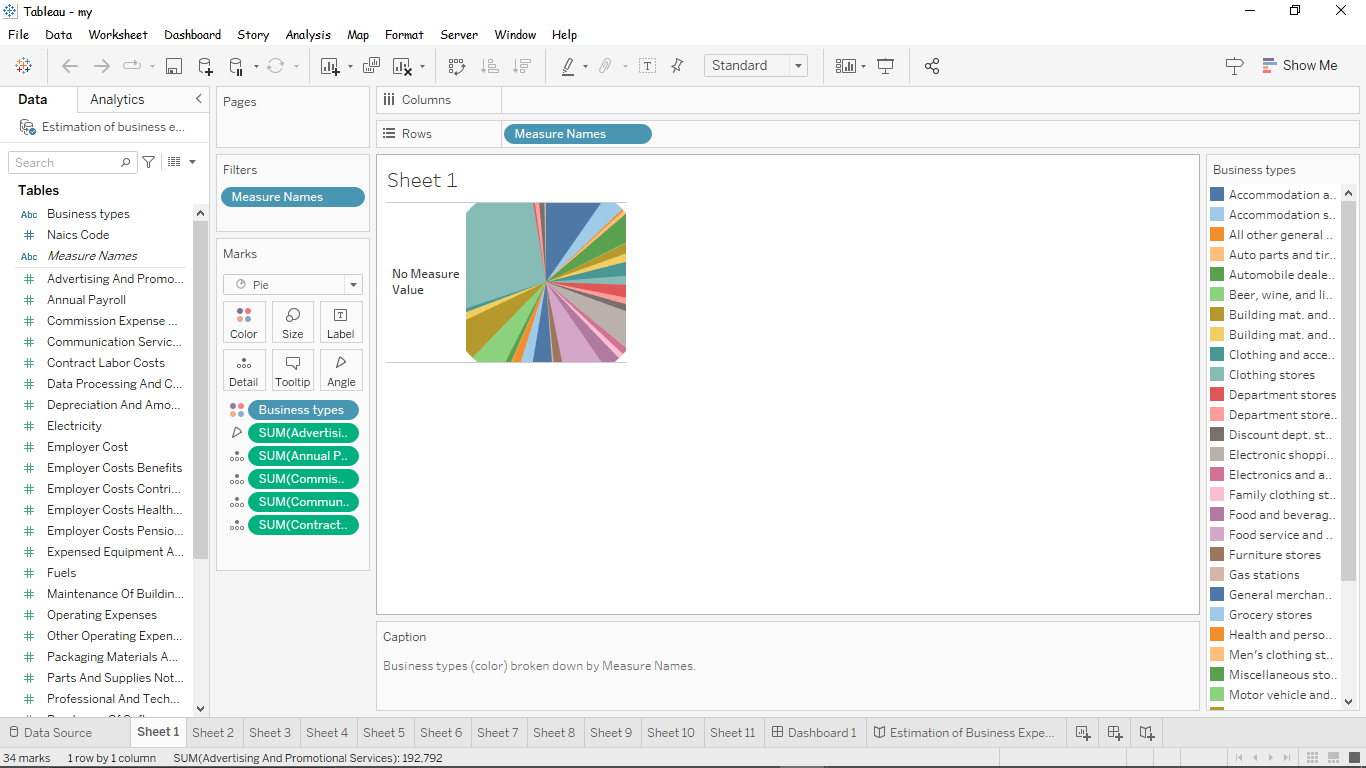 Tableau - my
File Data Worksheet Dashboard Story Analysis Map Format Server Window Help
Standard
Show Me
Data Analytics
Estimation of business e...
Search
Tables
Abc Business types
Naics Code
Abc Measure Names
Advertising And Promo...
Annual Payroll
Commission Expense ...
Communication Servic...
Contract Labor Costs
Data Processing And C...
Depreciation And Amo...
Electricity
Employer Cost
Employer Costs Benefits
Employer Costs Contri...
Employer Costs Health...
Employer Costs Pensio...
Expensed Equipment A...
Fuels
Maintenance Of Buildin...
Operating Expenses
Other Operating Expen...
Packaging Materials A...
Parts And Supplies Not...
Professional And Tech...
Pages
Filters
Measure Names
Marks
Pie
Color Size Label
Detail Tooltip Angle
Business types
SUM(Advertisi..
SUM(Annual P..
SUM(Commis..
SUM(Commun..
SUM(Contract..
Columns
Rows Measure Names
Sheet 1
No Measure
Value
Caption
Business types (color) broken down by Measure Names.
Business types
Accommodation a..
Accommodation s..
All other general ..
Auto parts and tir..
Automobile deale..
Beer, wine, and li..
Building mat. and..
Building mat. and..
Clothing and acce..
Clothing stores
Department stores
Department store..
Discount dept. st..
Electronic shoppi..
Electronics and a..
Family clothing st..
Food and beverag..
Food service and ..
Furniture stores
Gas stations
General merchan..
Grocery stores
Health and perso..
Men's clothing st..
Miscellaneous sto..
Motor vehicle and..
Data Source Sheet 1 Sheet 2 Sheet 3 Sheet 4 Sheet 5 Sheet 6 Sheet 7 Sheet 8 Sheet 9 Sheet 10 Sheet 11 Dashboard 1 Estimation of Business Expe...
34 marks 1 row by 1 column SUM(Advertising And Promotional Services): 192,792